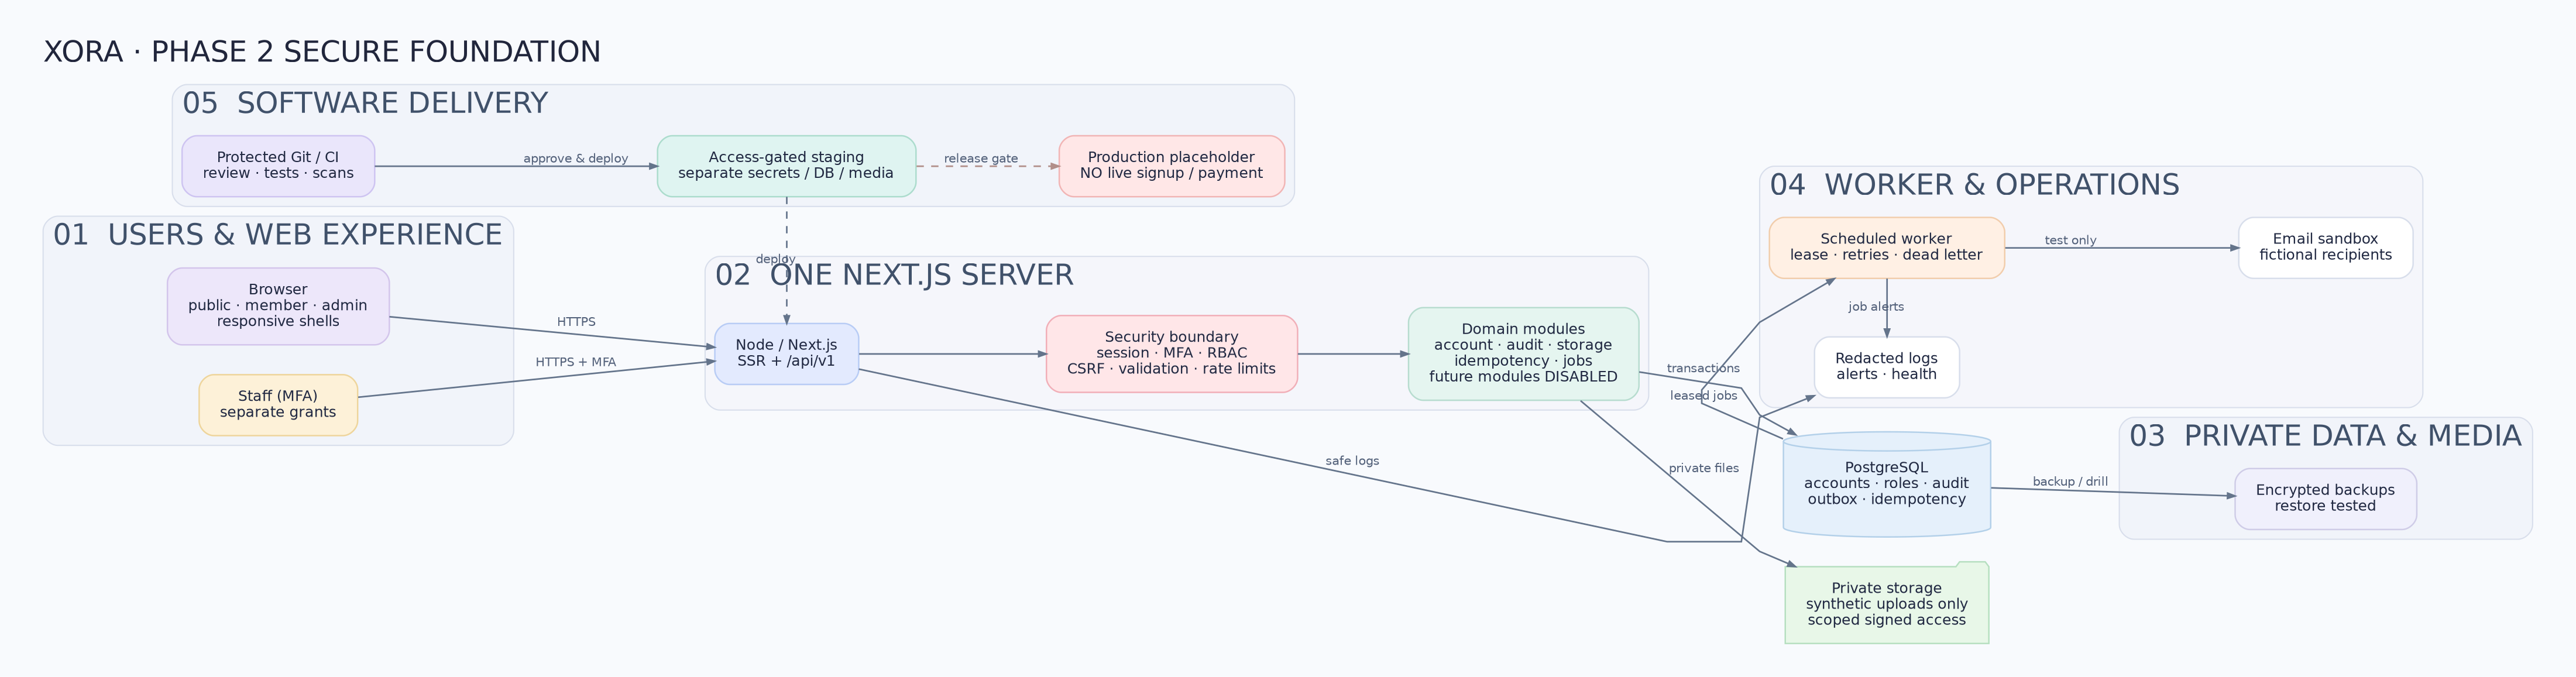 XORA · PHASE 2 SECURE FOUNDATION
05 SOFTWARE DELIVERY
Protected Git / CI
review · tests · scans
approve & deploy
Access-gated staging
separate secrets / DB / media
release gate
Production placeholder
NO live signup / payment
deploy
01 USERS & WEB EXPERIENCE
Browser
public · member · admin
responsive shells
Staff (MFA)
separate grants
HTTPS
HTTPS + MFA
02 ONE NEXT.JS SERVER
Node / Next.js
SSR + /api/v1
Security boundary
session · MFA · RBAC
CSRF · validation · rate limits
Domain modules
account · audit · storage
idempotency · jobs
future modules DISABLED
transactions
leased jobs
private files
safe logs
04 WORKER & OPERATIONS
Scheduled worker
lease · retries · dead letter
test only
Email sandbox
fictional recipients
job alerts
Redacted logs
alerts · health
03 PRIVATE DATA & MEDIA
PostgreSQL
accounts · roles · audit
outbox · idempotency
backup / drill
Encrypted backups
restore tested
Private storage
synthetic uploads only
scoped signed access